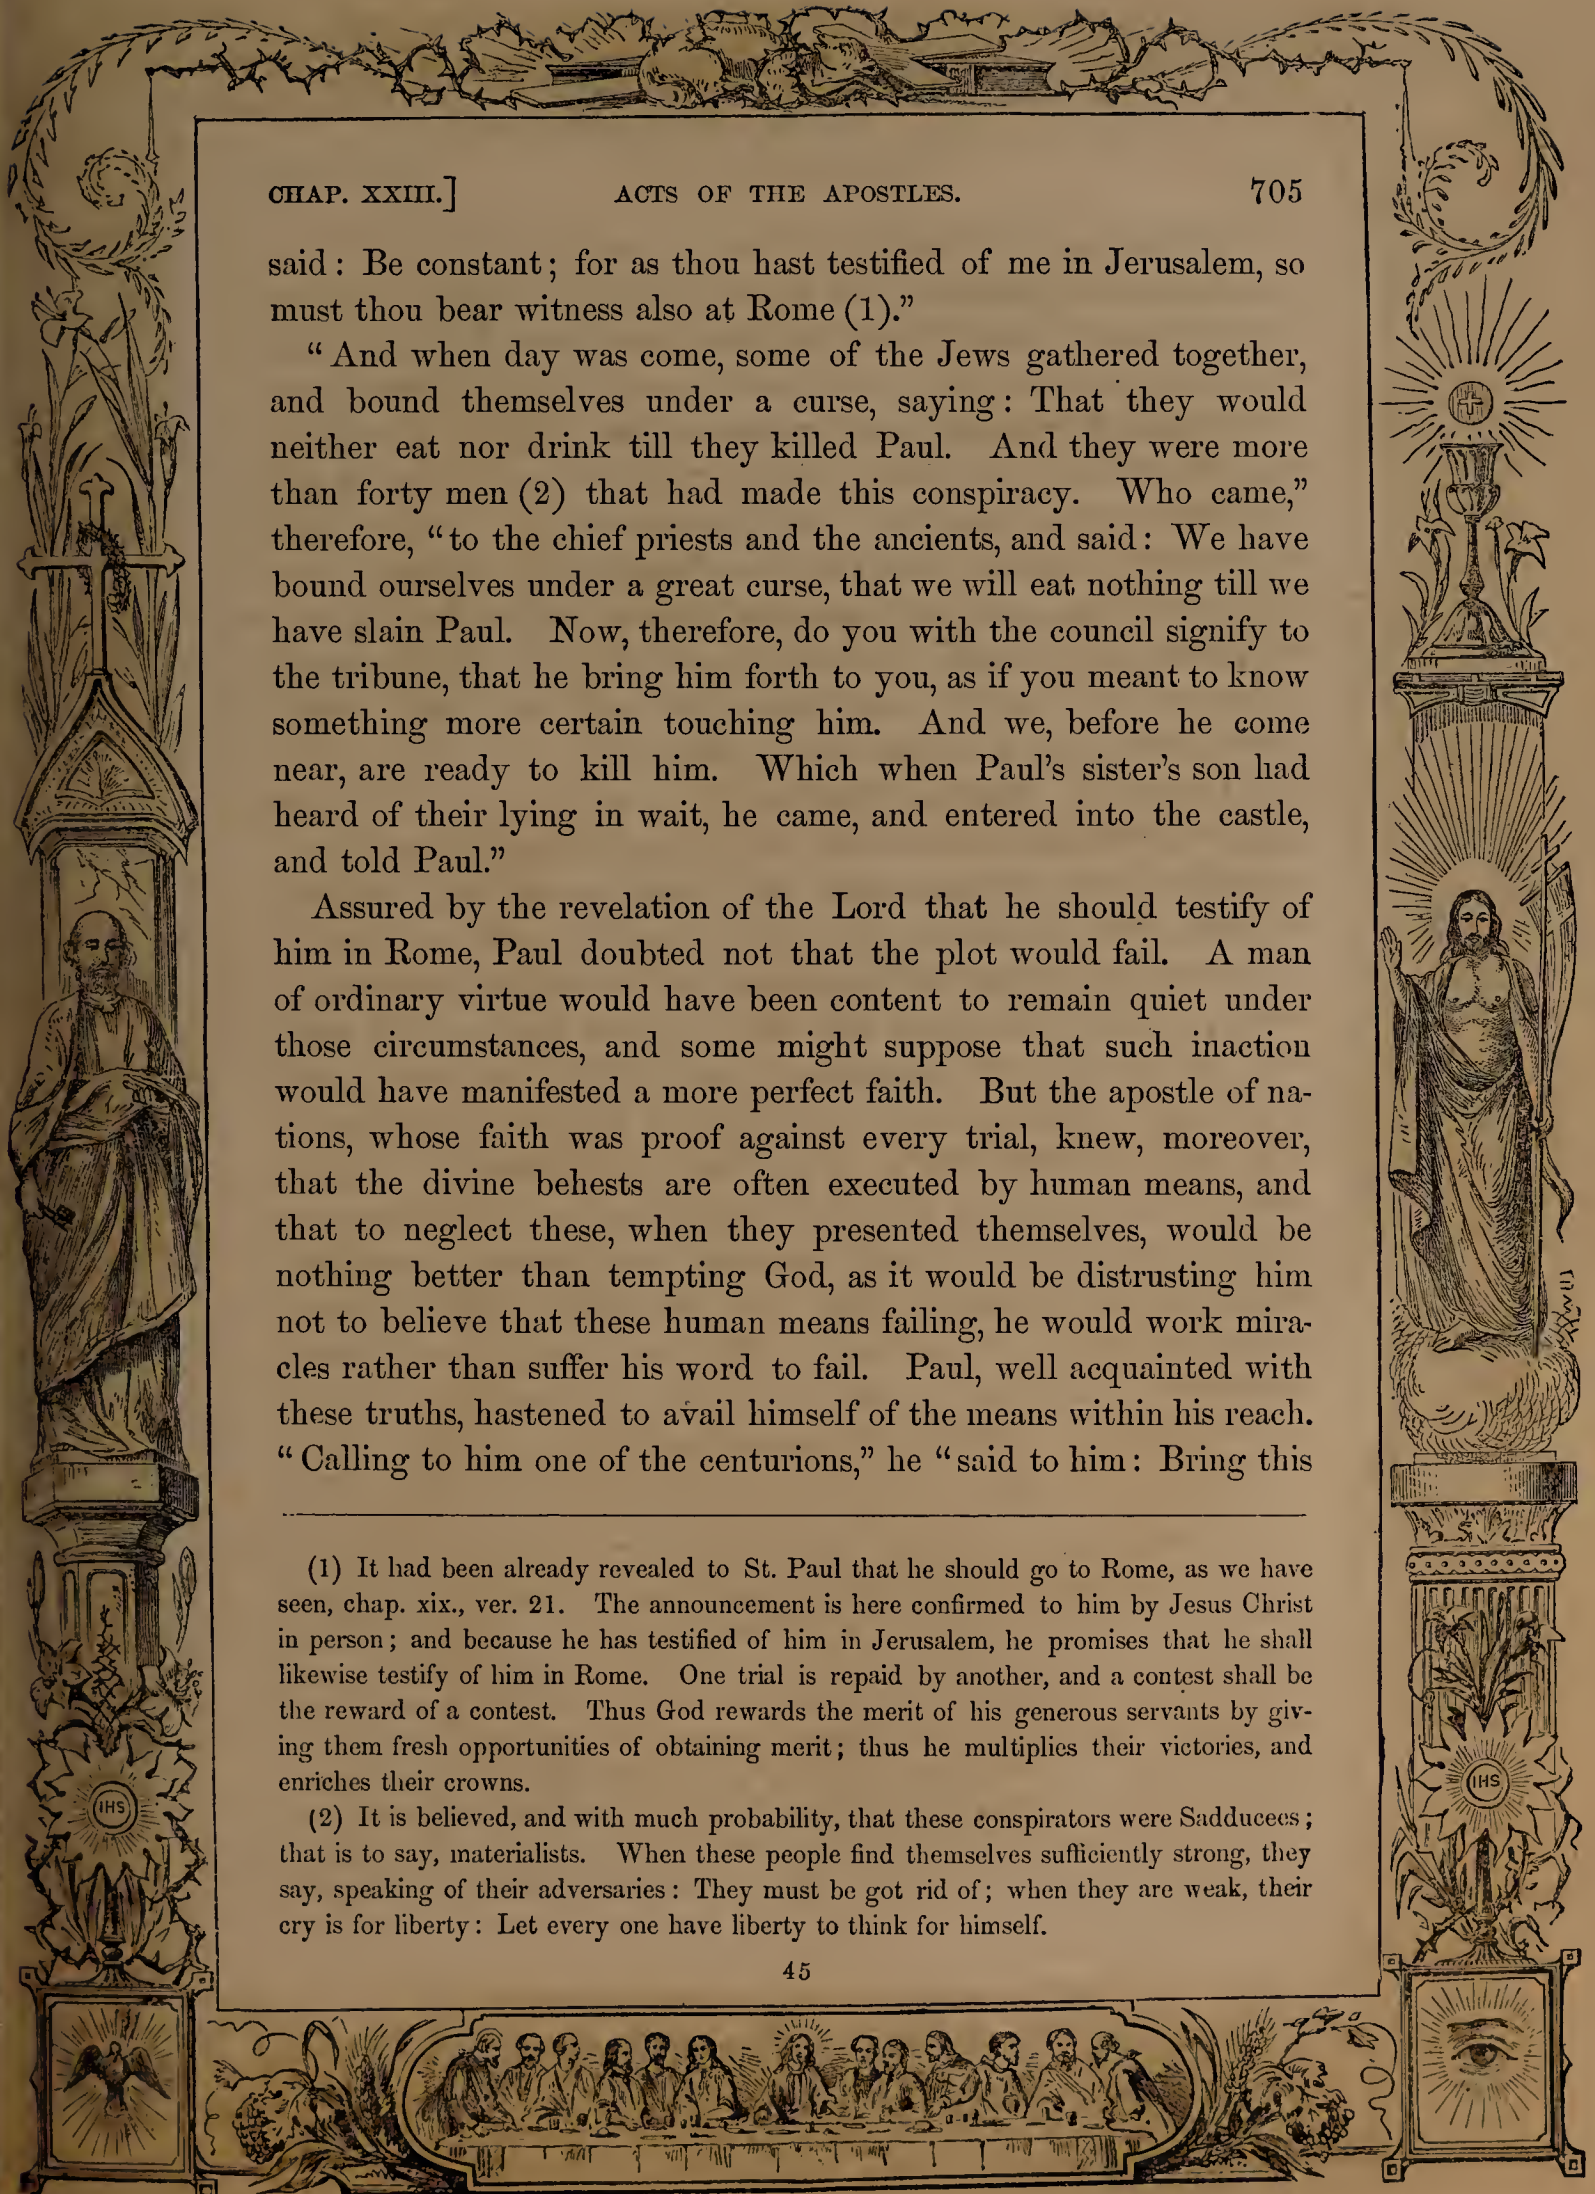 CHAP. XXIII.] ACTS OF THE APOSTLES. 705
said: Be constant; for as thou hast testified of me in Jerusalem, so
must thou bear witness also at Rome (1).”
“And when day was come, some of the Jews gathered together,
and bound themselves under a curse, saying: That they would
neither eat nor drink till they killed Paul. And they were more
than forty men (2) that had made this conspiracy. Who came,”
therefore, “to the chief priests and the ancients, and said: We have
bound ourselves under a great curse, that we will eat nothing till we
have slain Paul. Now, therefore, do you with the council signify to
the tribune, that he bring him forth to you, as if you meant to know
something more certain touching him. And we, before he come
near, are ready to kill him. Which when Paul’s sister’s son had
heard of their lying in wait, he came, and entered into the castle,
and told Paul.”
Assured by the revelation of the Lord that he should testify of
him in Rome, Paul doubted not that the plot would fail. A man
of ordinary virtue would have been content to remain quiet under
those circumstances, and some might suppose that such inaction
would have manifested a more perfect faith. But the apostle of na-
tions, whose faith was proof against every trial, knew, moreover,
that the divine behests are often executed by human means, and
that to neglect these, when they presented themselves, would be
nothing better than tempting God, as it would be distrusting him
not to believe that these human means failing, he would work mira-
cles rather than suffer his word to fail. Paul, well acquainted with
these truths, hastened to avail himself of the means within his reach.
“Calling to him one of the centurions,” he “said to him: Bring this
(1) It had been already revealed to St. Paul that he should go to Rome, as we have
seen, chap. xix., ver. 21. The announcement is here confirmed to him by Jesus Christ
in person; and because he has testified of him in Jerusalem, he promises that he shall
likewise testify of him in Rome. One trial is repaid by another, and a contest shall be
the reward of a contest. Thus God rewards the merit of his generous servants by giv-
ing them fresh opportunities of obtaining merit; thus he multiplies their victories, and
enriches their crowns.
(2) It is believed, and with much probability, that these conspirators were Sadducees;
that is to say, materialists. When these people find themselves sufficiently strong, they
say, speaking of their adversaries: They must be got rid of; when they are weak, their
cry is for liberty: Let every one have liberty to think for himself.
45
IHS
IHS